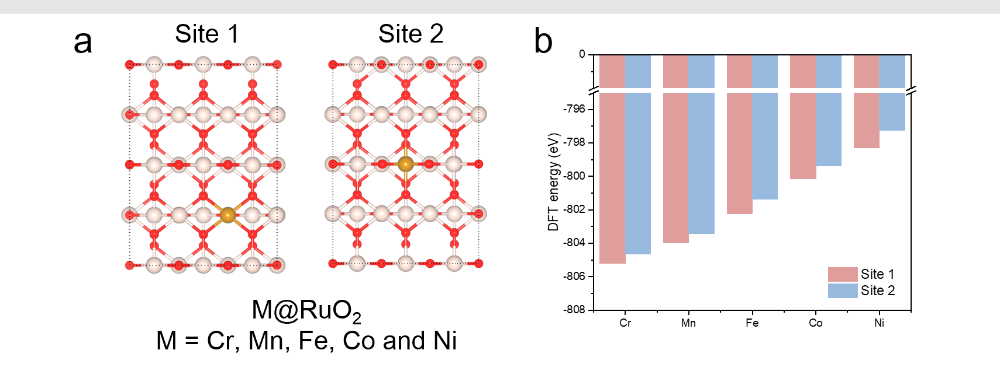 a
Site 1
Site 2
M@RuO₂
M = Cr, Mn, Fe, Co and Ni
b
DFT energy (eV)
0
-796
-798
-800
-802
-804
-806
-808
Cr
Mn
Fe
Co
Ni
Site 1
Site 2